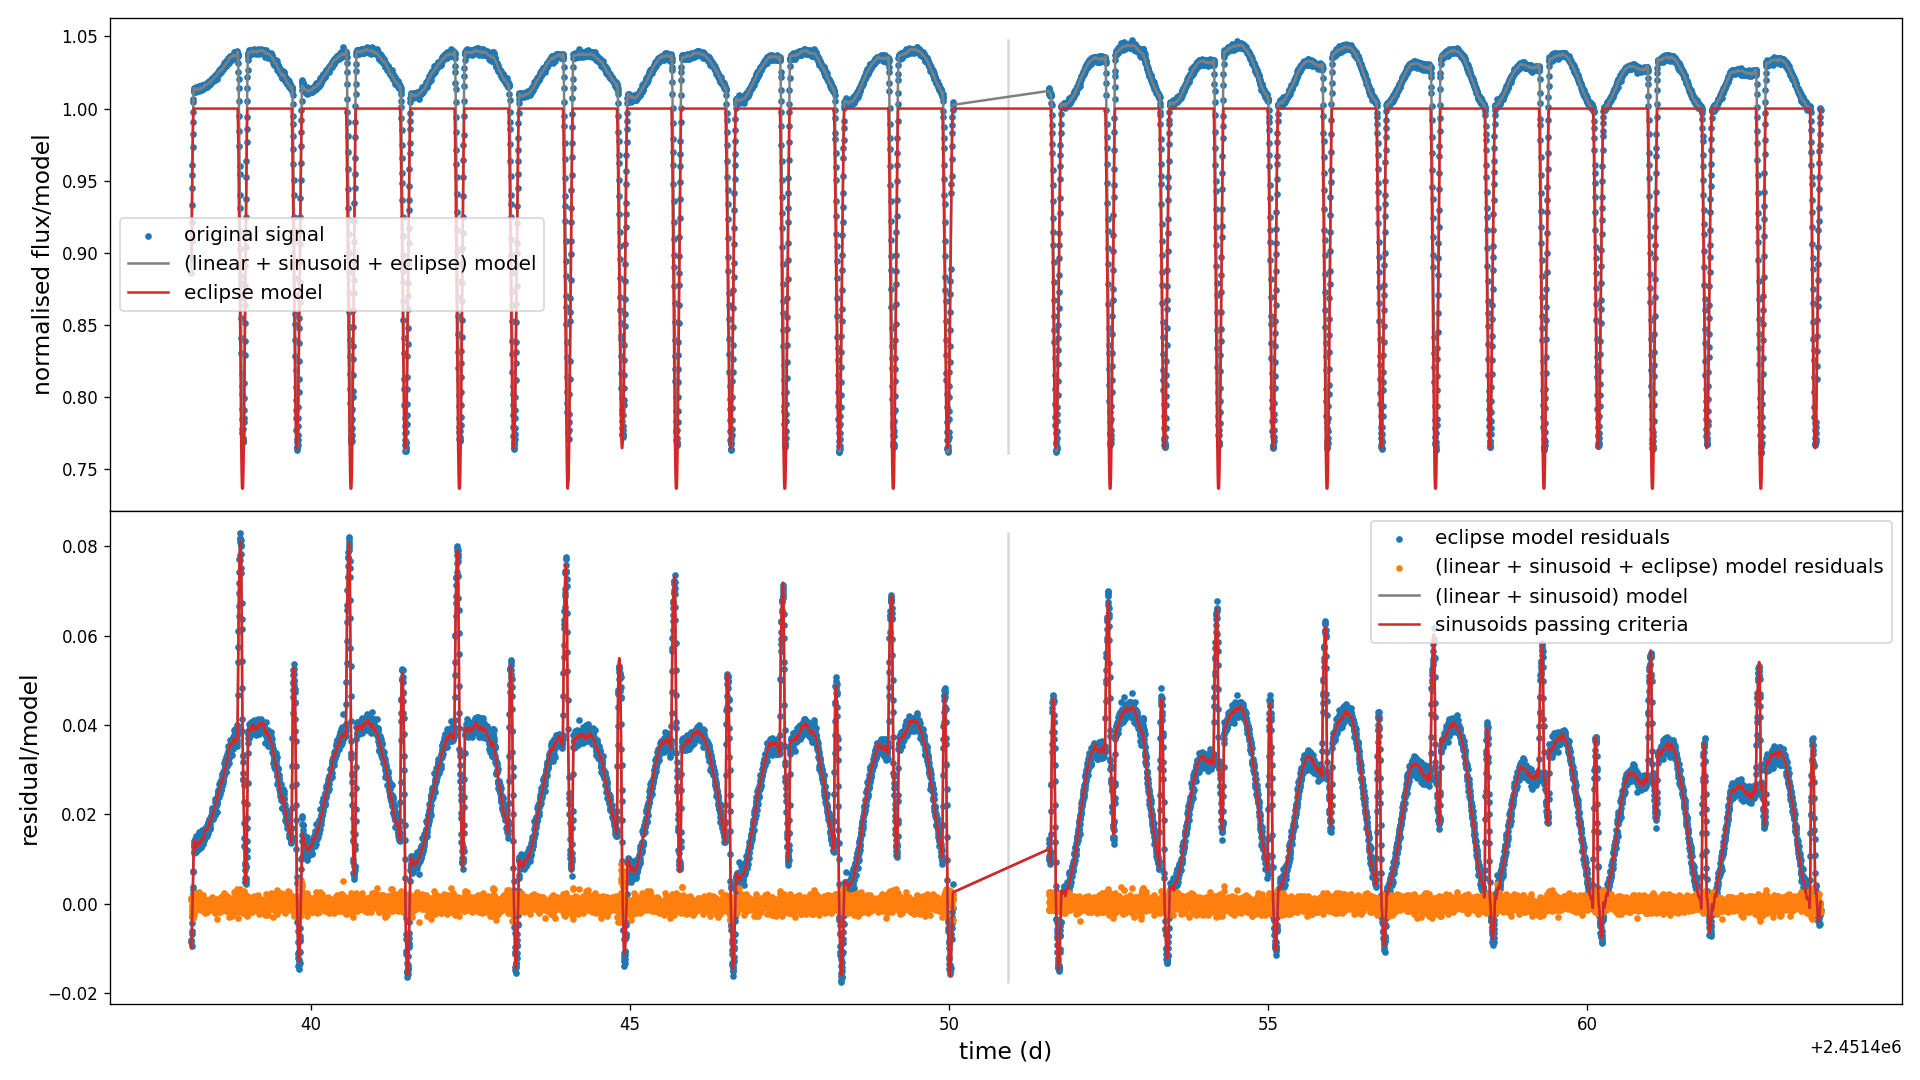 1.05
1.00
0.95
0.90
0.85
0.80
0.75
normalised flux/model
original signal
(linear + sinusoid + eclipse) model
eclipse model
0.08
0.06
0.04
0.02
0.00
−0.02
residual/model
eclipse model residuals
(linear + sinusoid + eclipse) model residuals
(linear + sinusoid) model
sinusoids passing criteria
40
45
50
55
60
time (d)
+2.4514e6